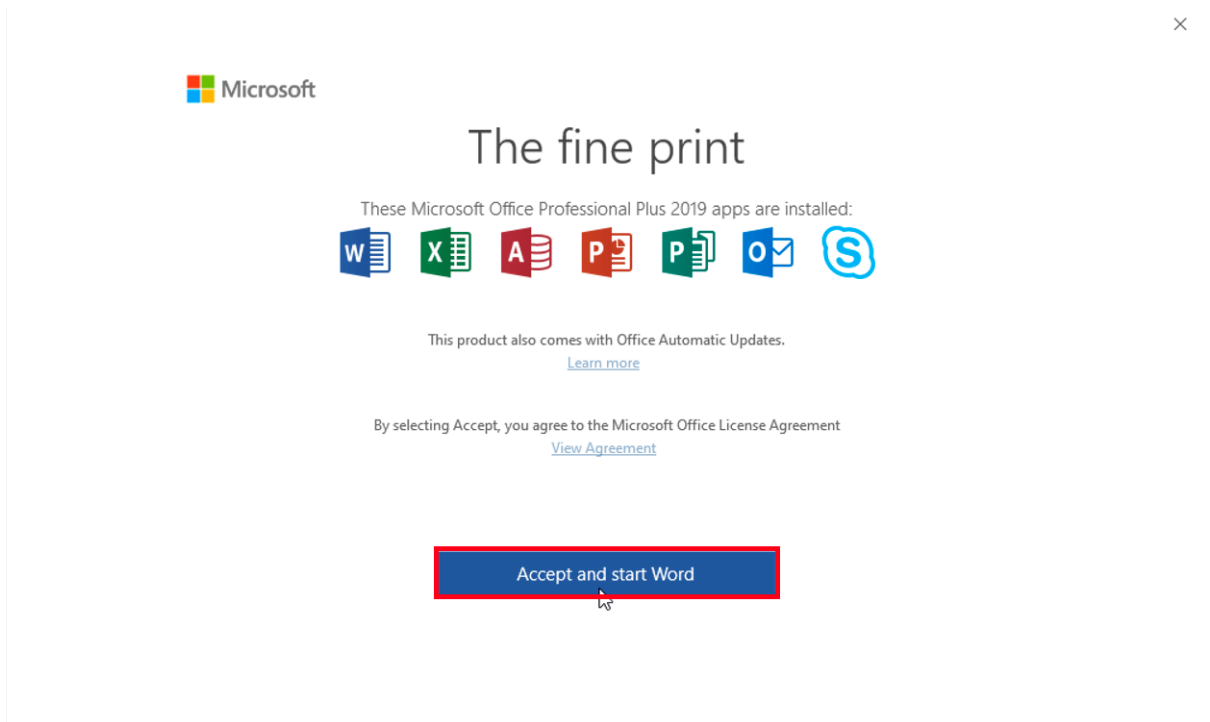 Microsoft
The fine print
These Microsoft Office Professional Plus 2019 apps are installed:
W X A P P O S
This product also comes with Office Automatic Updates.
Learn more
By selecting Accept, you agree to the Microsoft Office License Agreement
View Agreement
Accept and start Word